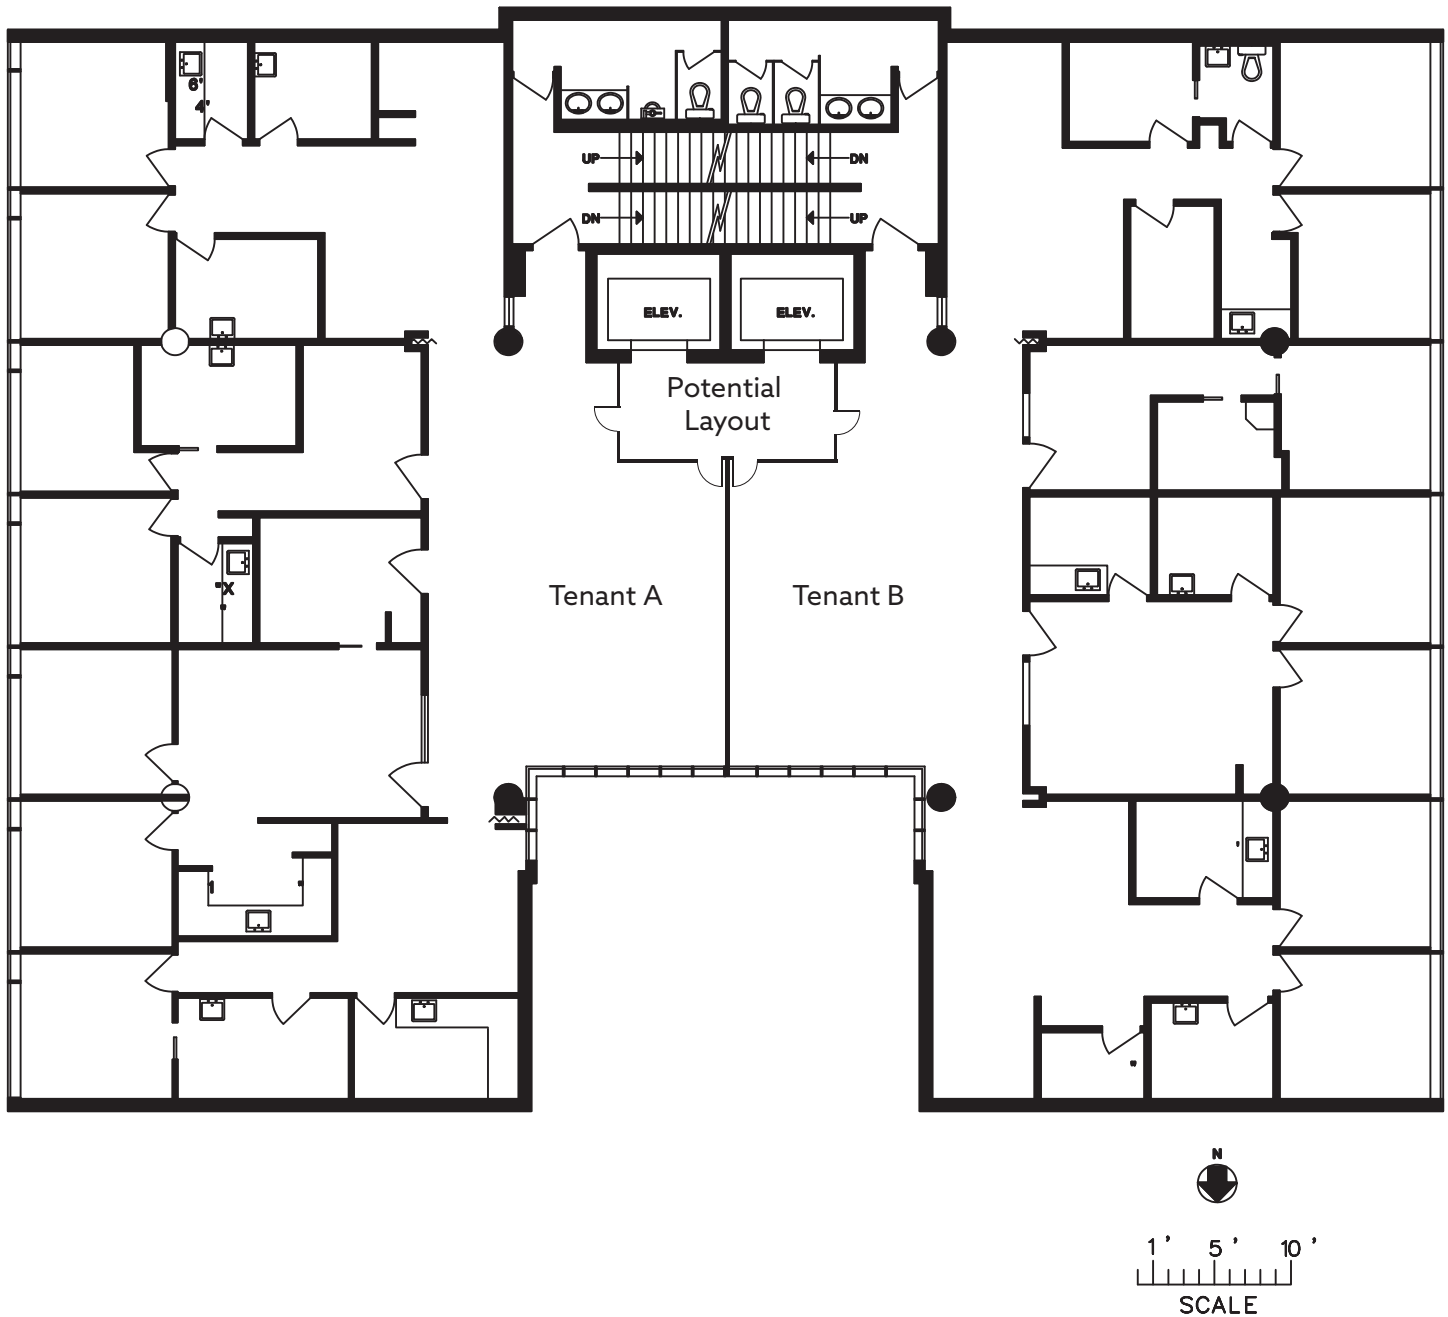 6'
4'
UP
DN
DN
UP
ELEV.
ELEV.
Potential
Layout
"X
Tenant A
Tenant B
N
1' 5' 10'
SCALE